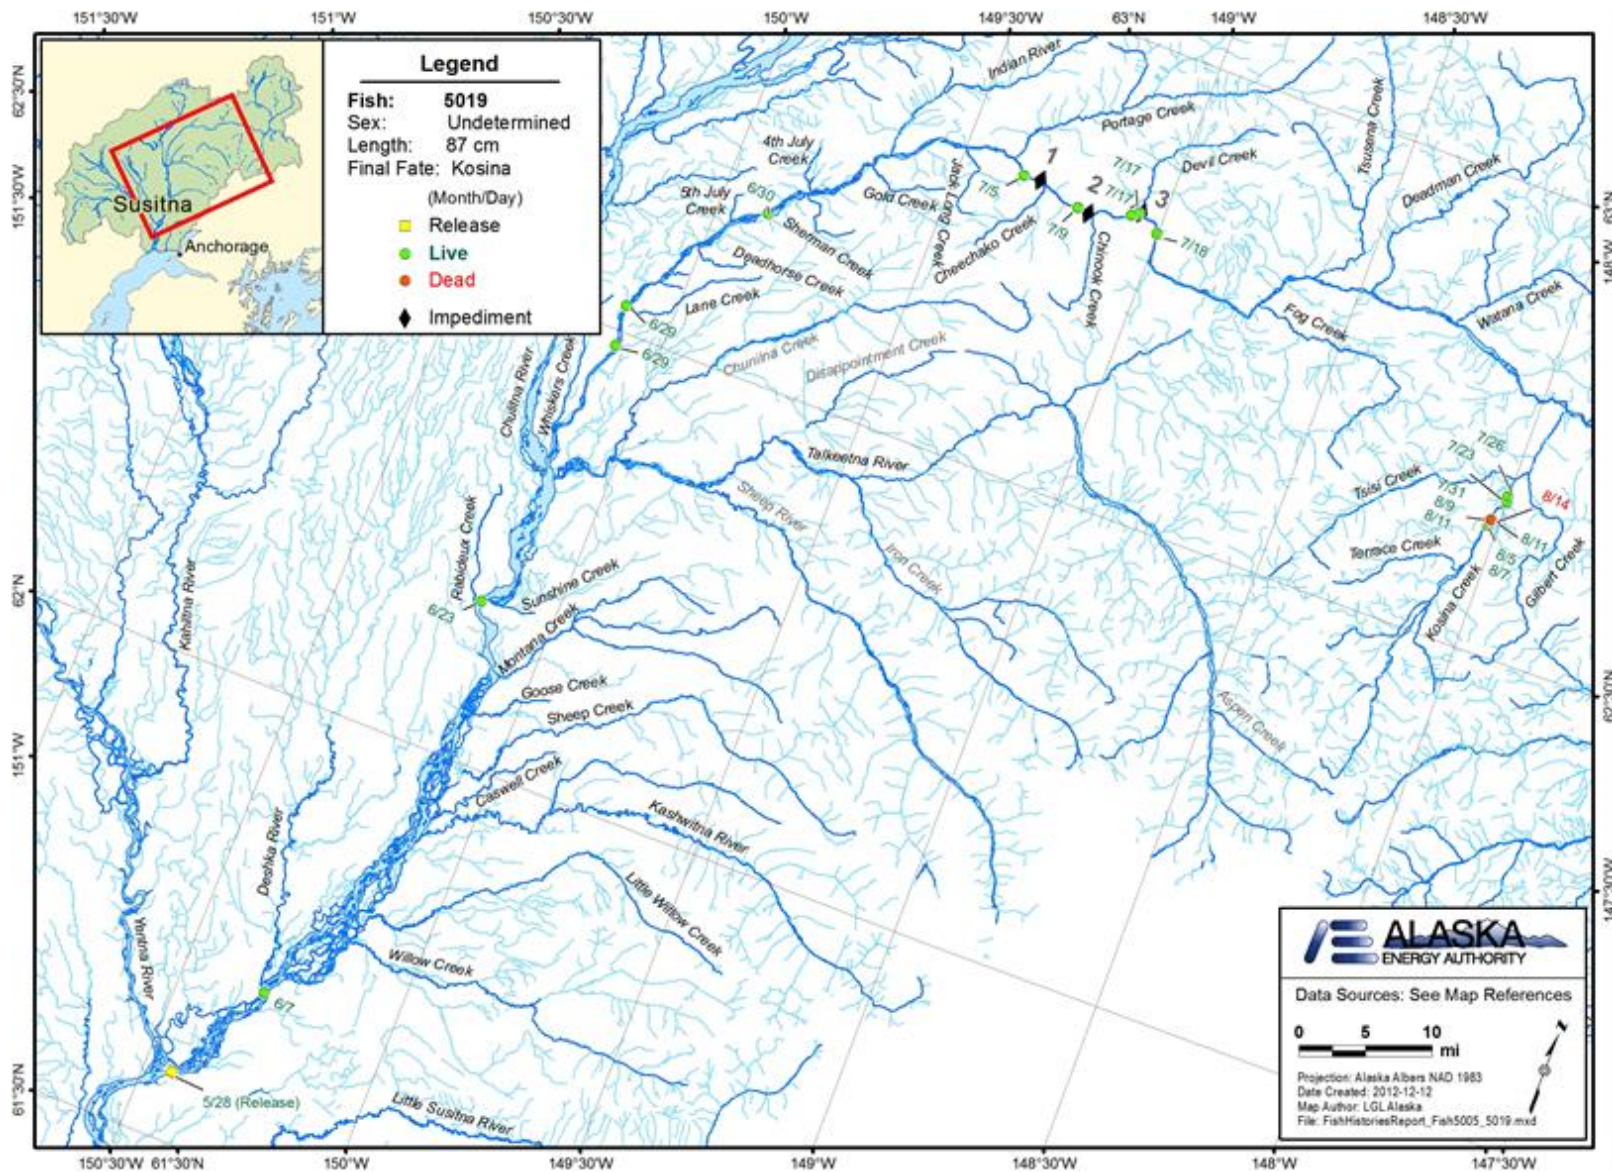 151°30'W
151°W
150°30'W
150°W
149°30'W
63°N
149°W
148°30'W
62°30'N
151°30'W
62°N
151°W
61°30'N
63°N
148°W
147°30'W
150°30'W
61°30'N
150°W
149°30'W
149°W
148°30'W
148°W
147°30'W
Susitna
Anchorage
Legend
Fish: 5019
Sex: Undetermined
Length: 87 cm
Final Fate: Kosina
(Month/Day)
Release
Live
Dead
Impediment
Indian River
Portage Creek
Tsusena Creek
4th July
Creek
5th July
Creek
6/30
Gold Creek
Jack Long Creek
7/5
1
2
3
7/17
7/17
Devil Creek
Deadman Creek
7/9
7/18
Cheechako Creek
Chinook Creek
Sherman Creek
Deadhorse Creek
Lane Creek
6/29
6/29
Fog Creek
Watana Creek
Chulitna River
Whiskers Creek
Chunilna Creek
Disappointment Creek
Talkeetna River
Sheep River
Iron Creek
7/26
7/23
Tsisi Creek
7/31
8/9
8/11
8/14
8/11
8/5
8/7
Terrace Creek
Kosina Creek
Gilbert Creek
Rabideux Creek
Sunshine Creek
6/23
Montana Creek
Kahiltna River
Goose Creek
Sheep Creek
Aspen Creek
Caswell Creek
Kashwitna River
Deshka River
Little Willow Creek
Yentna River
Willow Creek
6/7
5/28 (Release)
Little Susitna River
ALASKA
ENERGY AUTHORITY
Data Sources: See Map References
0 5 10
mi
N
Projection: Alaska Albers NAD 1983
Date Created: 2012-12-12
Map Author: LGL Alaska
File: FishHistoriesReport_Fish5005_5019.mxd